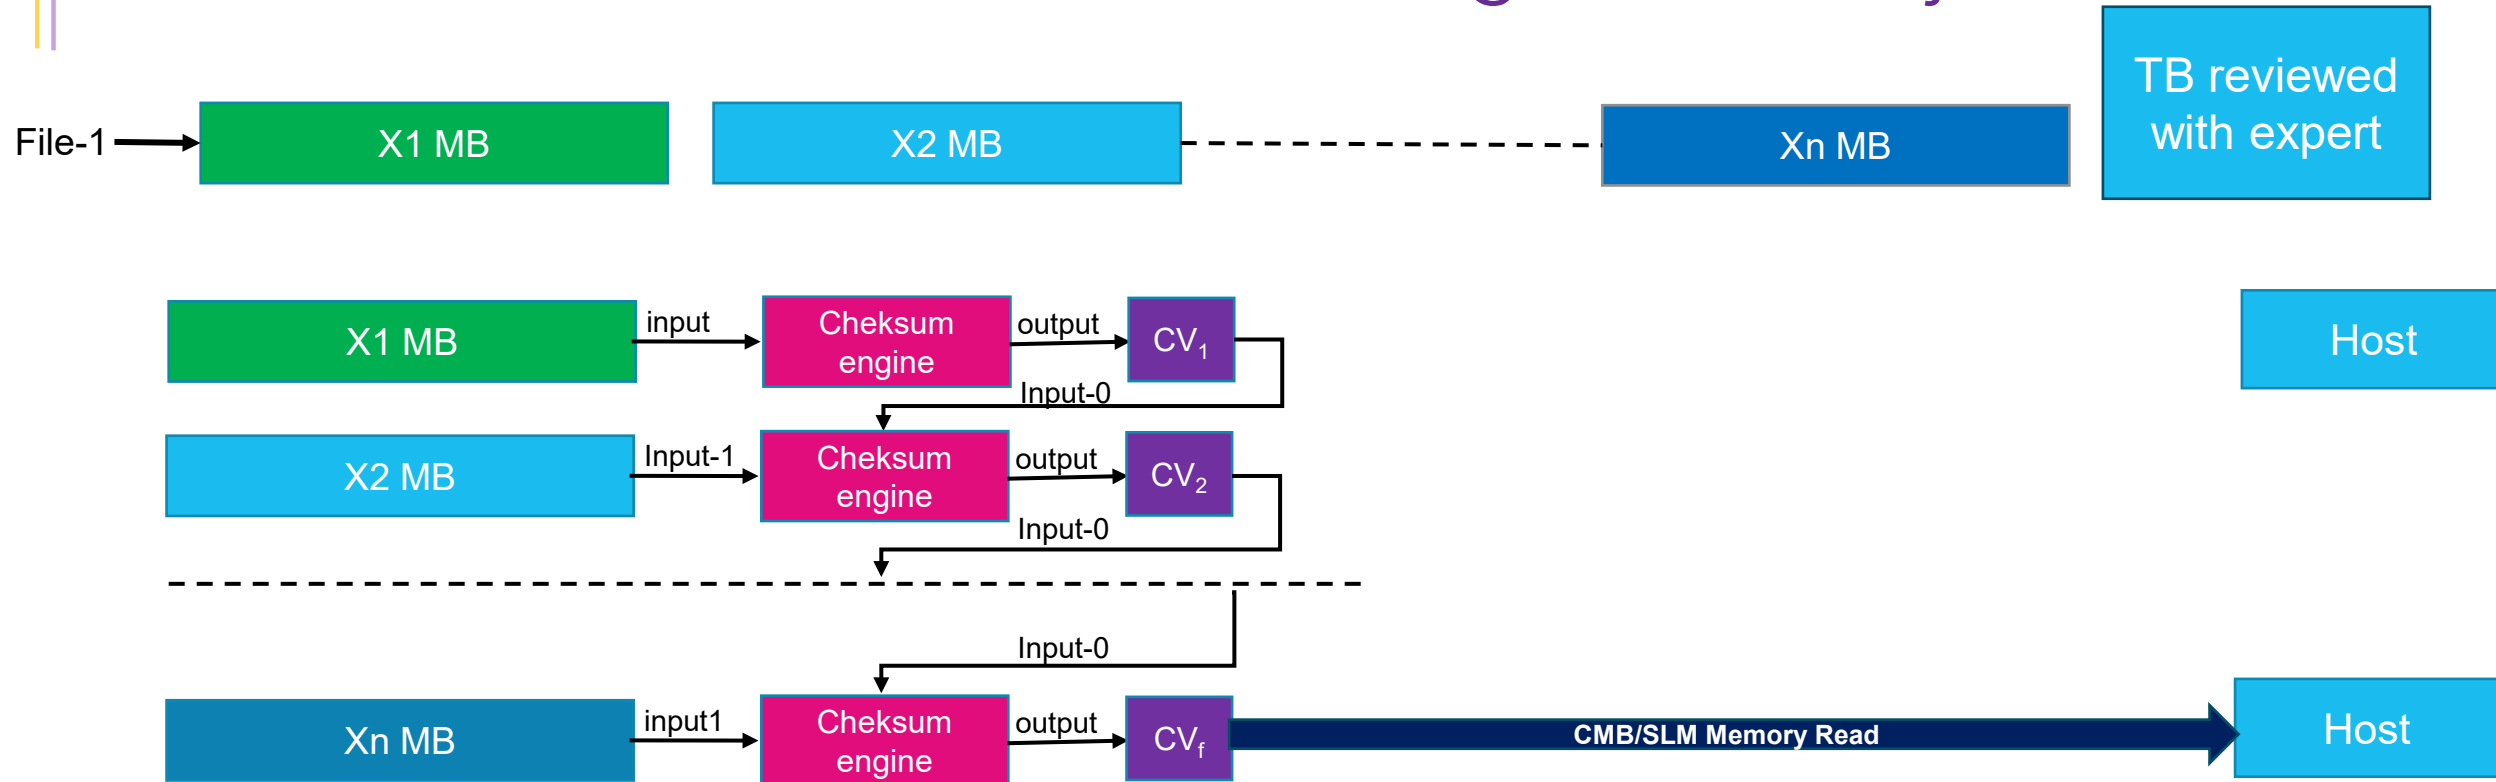 TB reviewed
with expert
File-1
X1 MB
X2 MB
Xn MB
X1 MB
input
Cheksum
engine
output
CV1
Host
Input-0
X2 MB
Input-1
Cheksum
engine
output
CV2
Input-0
Input-0
Xn MB
input1
Cheksum
engine
output
CVf
CMB/SLM Memory Read
Host